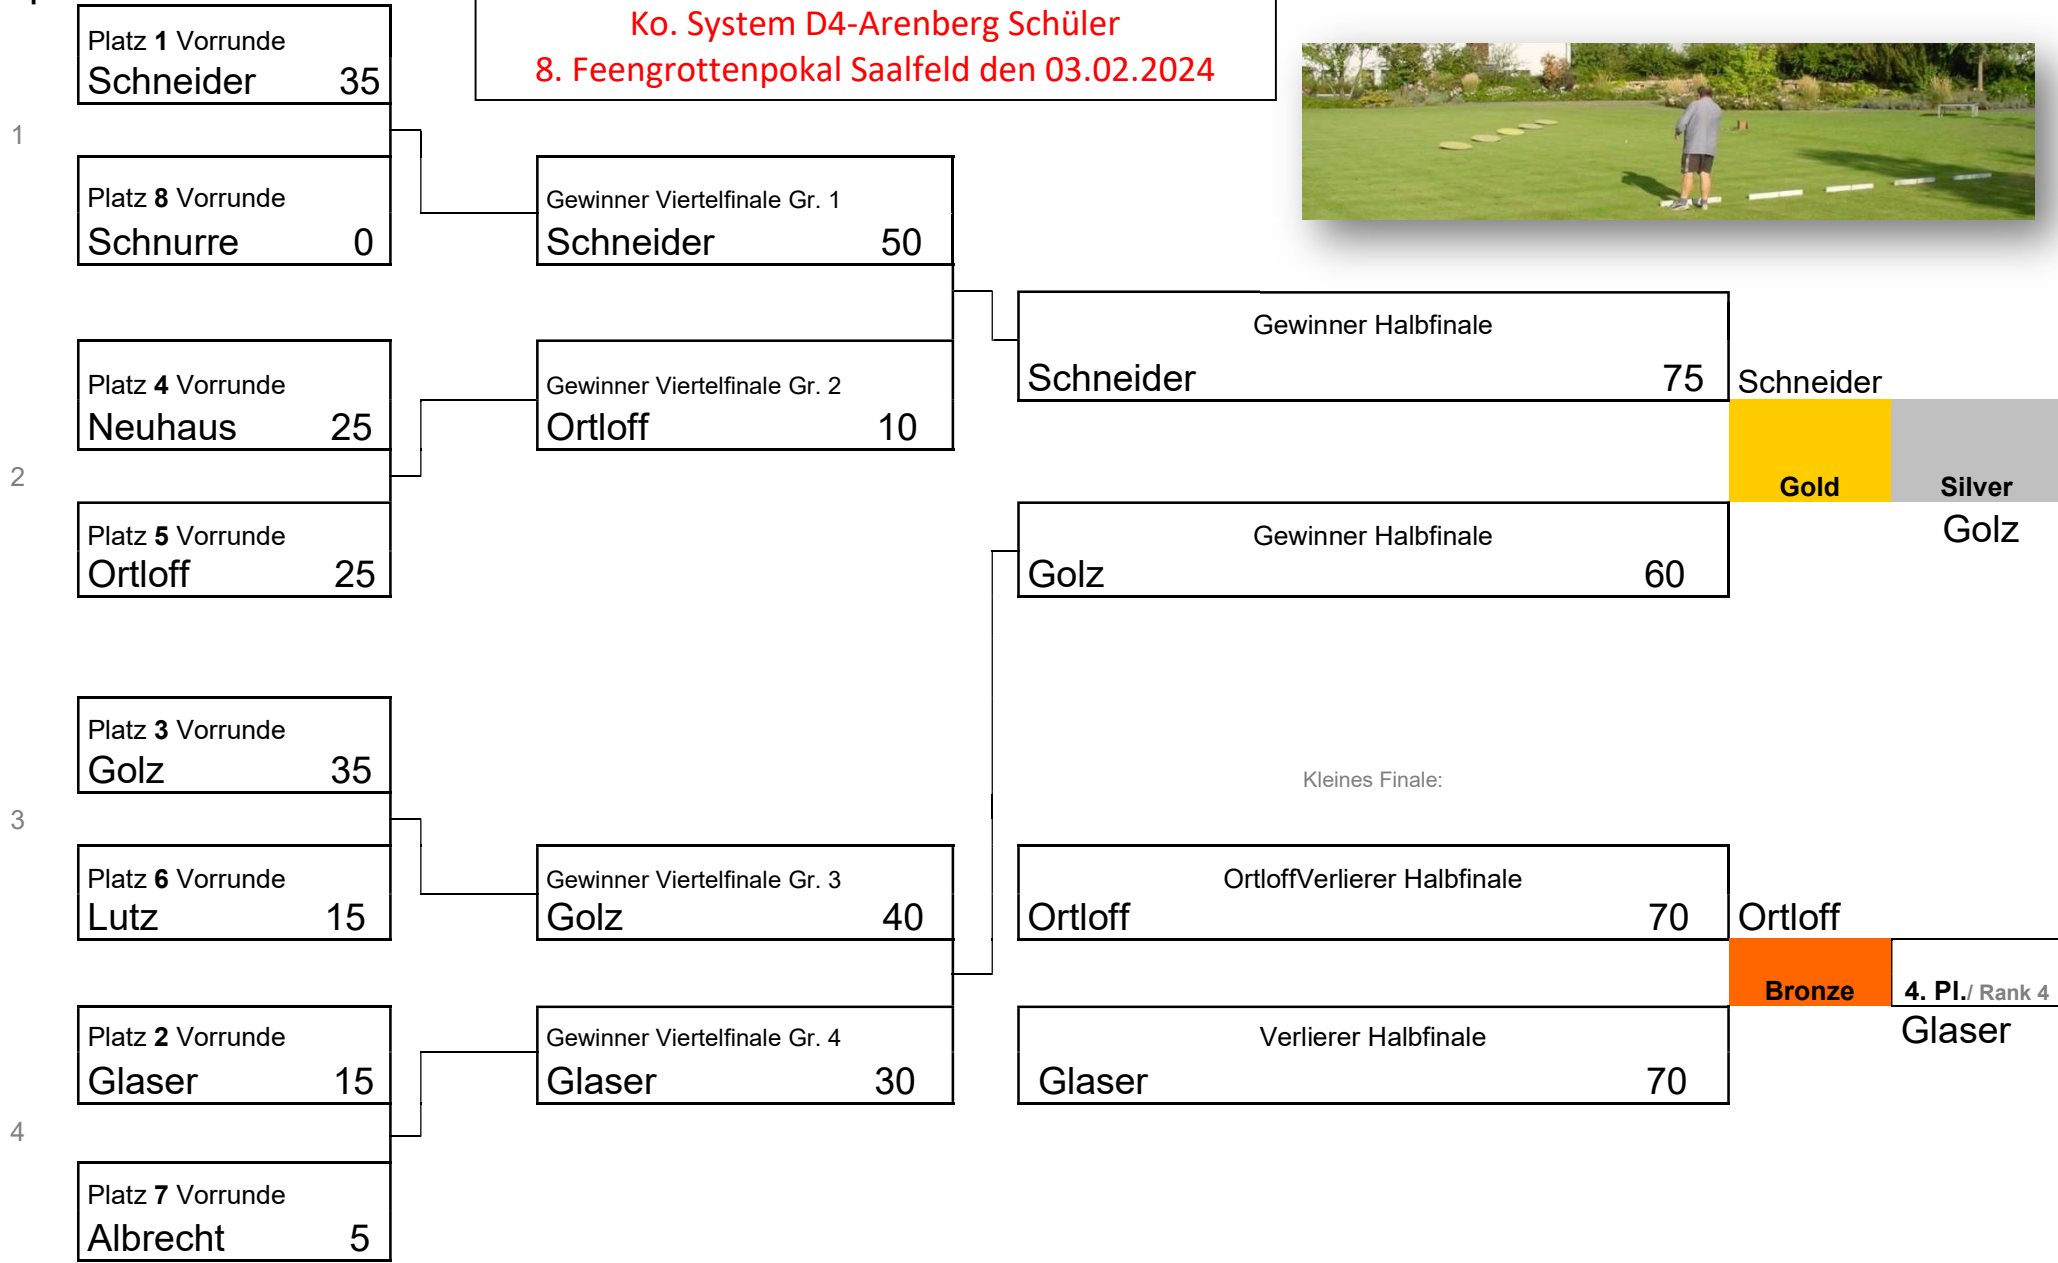 Ko. System D4-Arenberg Schüler
8. Feengrottenpokal Saalfeld den 03.02.2024
Platz 1 Vorrunde
Schneider 35
1
Platz 8 Vorrunde
Schnurre 0
Gewinner Viertelfinale Gr. 1
Schneider 50
Platz 4 Vorrunde
Neuhaus 25
2
Platz 5 Vorrunde
Ortloff 25
Gewinner Viertelfinale Gr. 2
Ortloff 10
Gewinner Halbfinale
Schneider 75
Schneider
Gold
Silver
Golz
Gewinner Halbfinale
Golz 60
Platz 3 Vorrunde
Golz 35
3
Platz 6 Vorrunde
Lutz 15
Gewinner Viertelfinale Gr. 3
Golz 40
Platz 2 Vorrunde
Glaser 15
4
Platz 7 Vorrunde
Albrecht 5
Gewinner Viertelfinale Gr. 4
Glaser 30
Kleines Finale:
OrtloffVerlierer Halbfinale
Ortloff 70
Ortloff
Bronze
4. Pl./ Rank 4
Glaser
Verlierer Halbfinale
Glaser 70